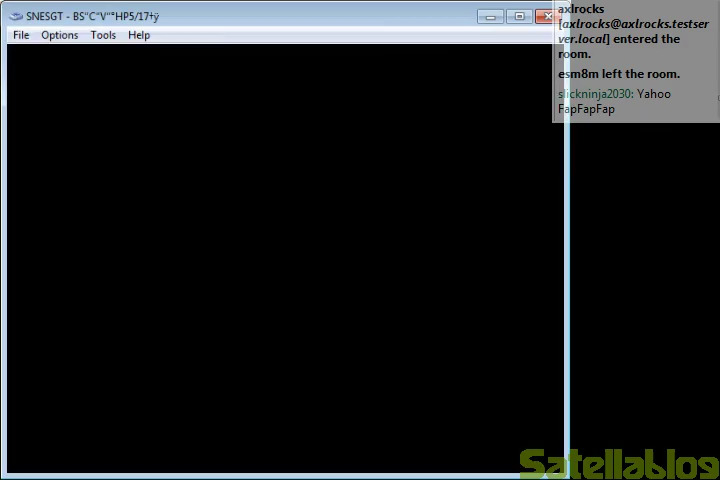 SNESGT - BS"C"V"°HP5/17‡ÿ
File Options Tools Help
axlrocks
[axlrocks@axlrocks.testser
ver.local] entered the
room.
esm8m left the room.
slickninja2030: Yahoo
FapFapFap
Satellablog